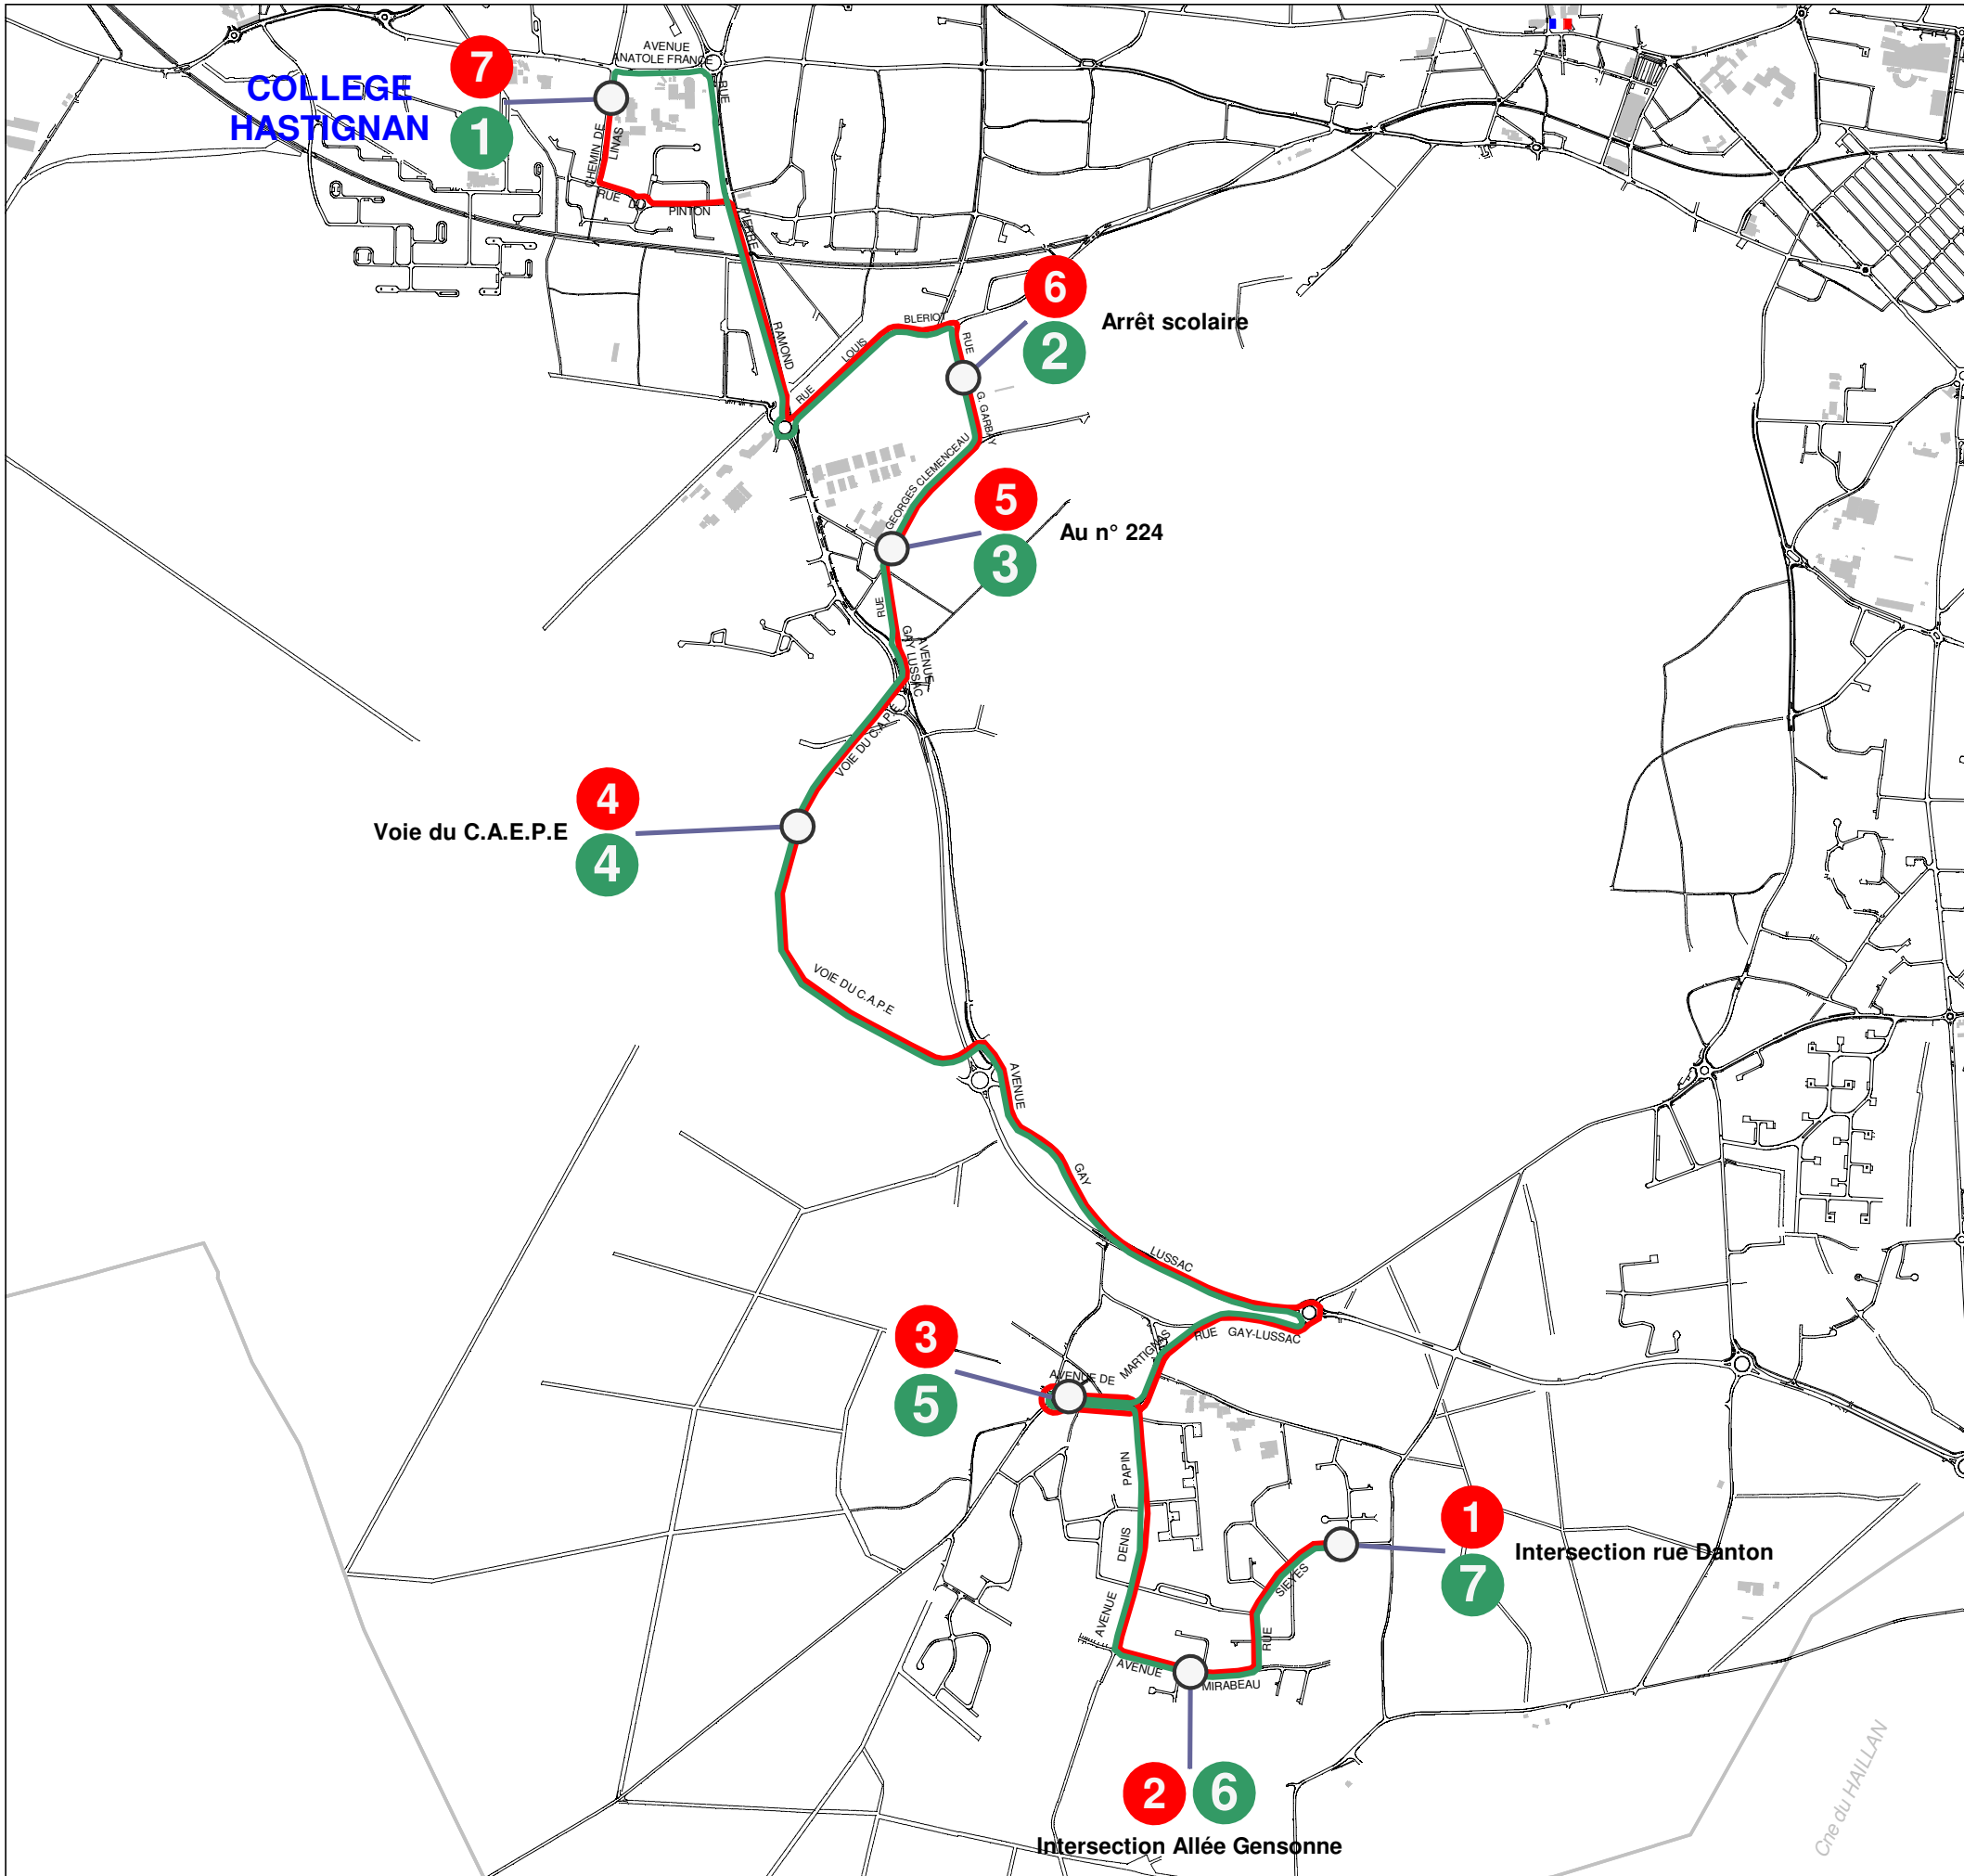 AVENUE
ANATOLE FRANCE
7
COLLEGE
HASTIGNAN
1
RUE
CHEMIN DE
LINAS
RUE DU
PINTON
PIERRE
RAMOND
6
Arrêt scolaire
2
BLERIOT
LOUIS
RUE
RUE
G. GARBAY
GEORGES CLEMENCEAU
5
Au n° 224
3
RUE
AVENUE
GAY LUSSAC
VOIE DU C.A.P.E
4
Voie du C.A.E.P.E
4
VOIE DU C.A.P.E
AVENUE
GAY
LUSSAC
3
5
RUE GAY-LUSSAC
MARTIGNAS
AVENUE DE
PAPIN
DENIS
AVENUE
1
Intersection rue Danton
7
SIEYES
RUE
AVENUE
MIRABEAU
2 6
Intersection Allée Gensonne
Cne du HAILLAN